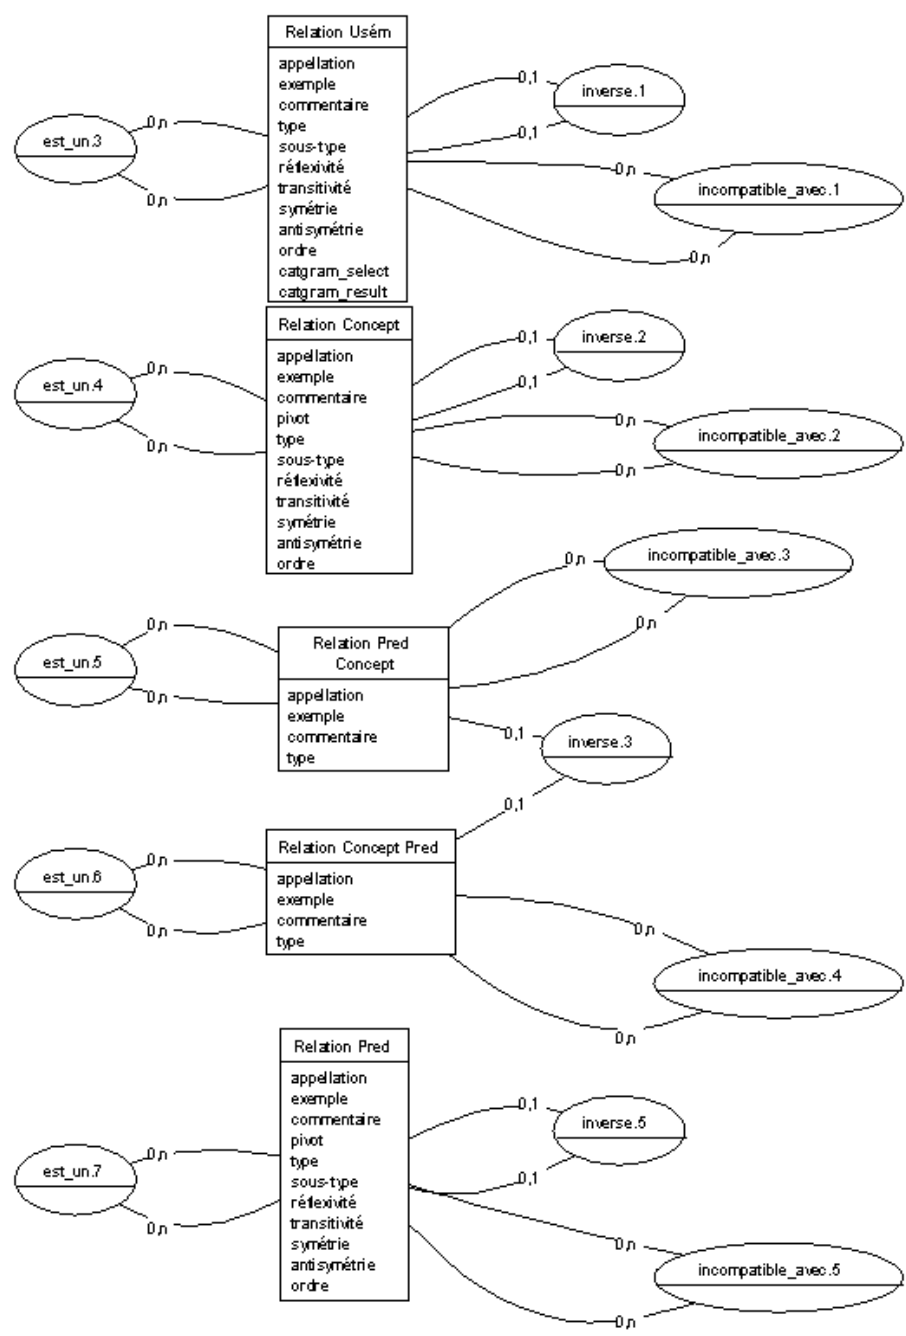 Relation Usém
appellation
exemple
commentaire
type
sous-type
réflexivité
transitivité
symétrie
antisymétrie
ordre
catgram_select
catgram_result
est_un.3
0,n
0,n
0,1
0,1
inverse.1
0,n
0,n
incompatible_avec.1
Relation Concept
appellation
exemple
commentaire
pivot
type
sous-type
réflexivité
transitivité
symétrie
antisymétrie
ordre
est_un.4
0,n
0,n
0,1
0,1
inverse.2
0,n
0,n
incompatible_avec.2
Relation Pred
Concept
appellation
exemple
commentaire
type
est_un.5
0,n
0,n
0,n
0,n
incompatible_avec.3
0,1
0,1
inverse.3
Relation Concept Pred
appellation
exemple
commentaire
type
est_un.6
0,n
0,n
0,n
0,n
incompatible_avec.4
Relation Pred
appellation
exemple
commentaire
pivot
type
sous-type
réflexivité
transitivité
symétrie
antisymétrie
ordre
est_un.7
0,n
0,n
0,1
0,1
inverse.5
0,n
0,n
incompatible_avec.5